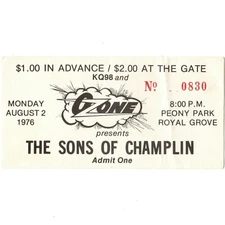 $1.00 IN ADVANCE / $2.00 AT THE GATE
KQ98 and
Nº. 0830
MONDAY
AUGUST 2
1976
G ONE
8:00 P.M.
PEONY PARK
ROYAL GROVE
presents
THE SONS OF CHAMPLIN
Admit One